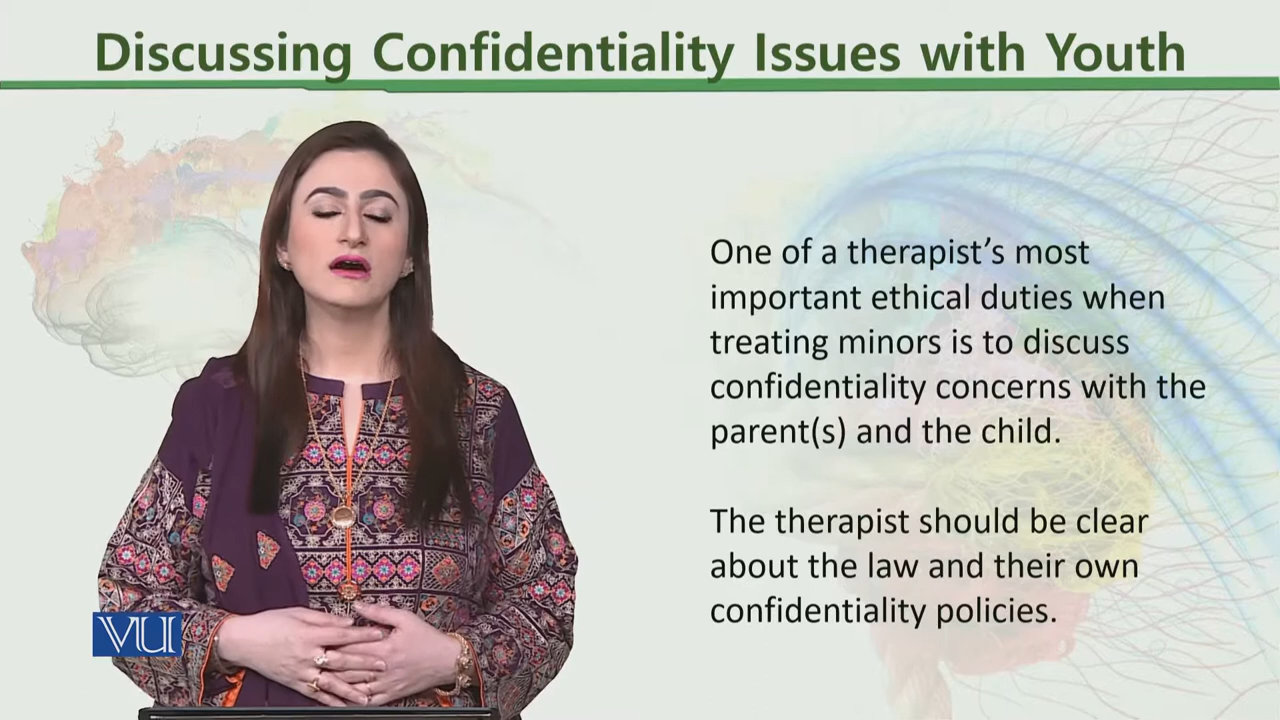 Discussing Confidentiality Issues with Youth
One of a therapist’s most
important ethical duties when
treating minors is to discuss
confidentiality concerns with the
parent(s) and the child.
The therapist should be clear
about the law and their own
confidentiality policies.
VU